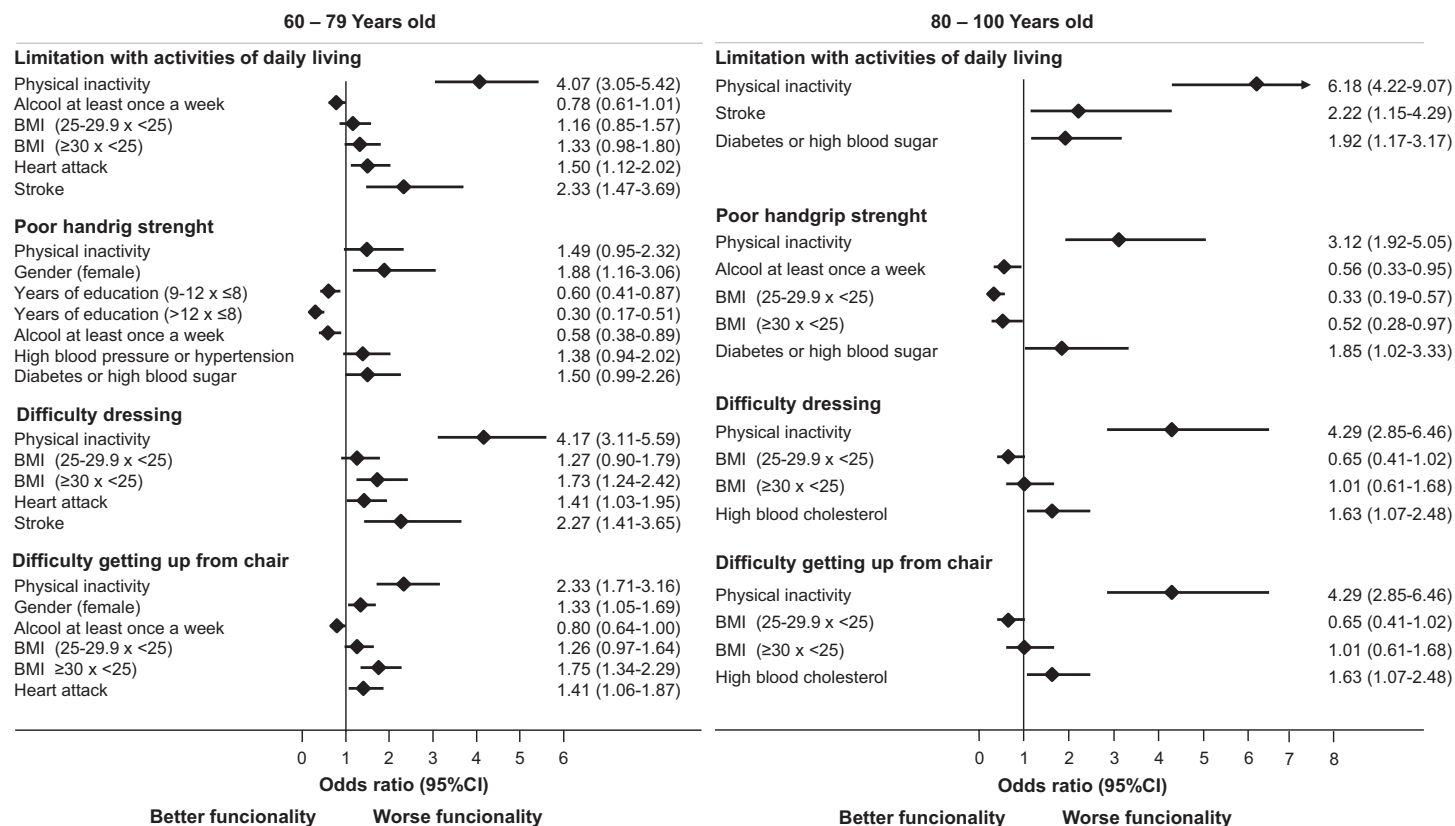 60 – 79 Years old
Limitation with activities of daily living
Physical inactivity 4.07 (3.05-5.42)
Alcool at least once a week 0.78 (0.61-1.01)
BMI (25-29.9 x <25) 1.16 (0.85-1.57)
BMI (≥30 x <25) 1.33 (0.98-1.80)
Heart attack 1.50 (1.12-2.02)
Stroke 2.33 (1.47-3.69)
Poor handrig strenght
Physical inactivity 1.49 (0.95-2.32)
Gender (female) 1.88 (1.16-3.06)
Years of education (9-12 x ≤8) 0.60 (0.41-0.87)
Years of education (>12 x ≤8) 0.30 (0.17-0.51)
Alcool at least once a week 0.58 (0.38-0.89)
High blood pressure or hypertension 1.38 (0.94-2.02)
Diabetes or high blood sugar 1.50 (0.99-2.26)
Difficulty dressing
Physical inactivity 4.17 (3.11-5.59)
BMI (25-29.9 x <25) 1.27 (0.90-1.79)
BMI (≥30 x <25) 1.73 (1.24-2.42)
Heart attack 1.41 (1.03-1.95)
Stroke 2.27 (1.41-3.65)
Difficulty getting up from chair
Physical inactivity 2.33 (1.71-3.16)
Gender (female) 1.33 (1.05-1.69)
Alcool at least once a week 0.80 (0.64-1.00)
BMI (25-29.9 x <25) 1.26 (0.97-1.64)
BMI ≥30 x <25) 1.75 (1.34-2.29)
Heart attack 1.41 (1.06-1.87)
0 1 2 3 4 5 6
Odds ratio (95%CI)
Better funcionality Worse funcionality
80 – 100 Years old
Limitation with activities of daily living
Physical inactivity 6.18 (4.22-9.07)
Stroke 2.22 (1.15-4.29)
Diabetes or high blood sugar 1.92 (1.17-3.17)
Poor handgrip strenght
Physical inactivity 3.12 (1.92-5.05)
Alcool at least once a week 0.56 (0.33-0.95)
BMI (25-29.9 x <25) 0.33 (0.19-0.57)
BMI (≥30 x <25) 0.52 (0.28-0.97)
Diabetes or high blood sugar 1.85 (1.02-3.33)
Difficulty dressing
Physical inactivity 4.29 (2.85-6.46)
BMI (25-29.9 x <25) 0.65 (0.41-1.02)
BMI (≥30 x <25) 1.01 (0.61-1.68)
High blood cholesterol 1.63 (1.07-2.48)
Difficulty getting up from chair
Physical inactivity 4.29 (2.85-6.46)
BMI (25-29.9 x <25) 0.65 (0.41-1.02)
BMI (≥30 x <25) 1.01 (0.61-1.68)
High blood cholesterol 1.63 (1.07-2.48)
0 1 2 3 4 5 6 7 8
Odds ratio (95%CI)
Better funcionality Worse funcionality